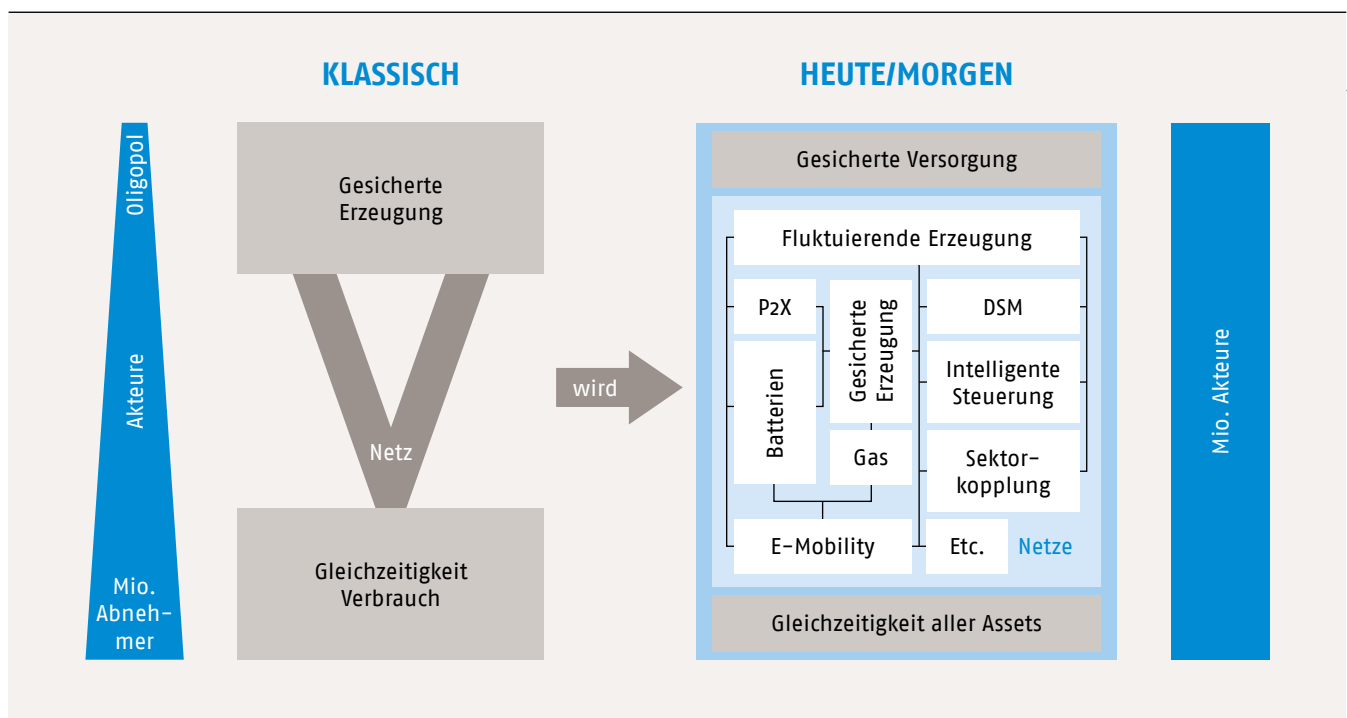 KLASSISCH
HEUTE/MORGEN
Oligopol
Akteure
Mio.
Abneh-
mer
Gesicherte
Erzeugung
Netz
Gleichzeitigkeit
Verbrauch
wird
Gesicherte Versorgung
Fluktuierende Erzeugung
P2X
Batterien
Gesicherte
Erzeugung
Gas
DSM
Intelligente
Steuerung
Sektor-
kopplung
E-Mobility
Etc.
Netze
Gleichzeitigkeit aller Assets
Mio. Akteure